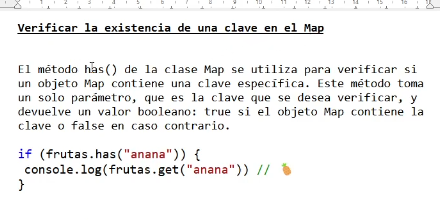 Verificar la existencia de una clave en el Map
El método has() de la clase Map se utiliza para verificar si
un objeto Map contiene una clave específica. Este método toma
un solo parámetro, que es la clave que se desea verificar, y
devuelve un valor booleano: true si el objeto Map contiene la
clave o false en caso contrario.
if (frutas.has("anana")) {
console.log(frutas.get("anana")) // 🍍
}